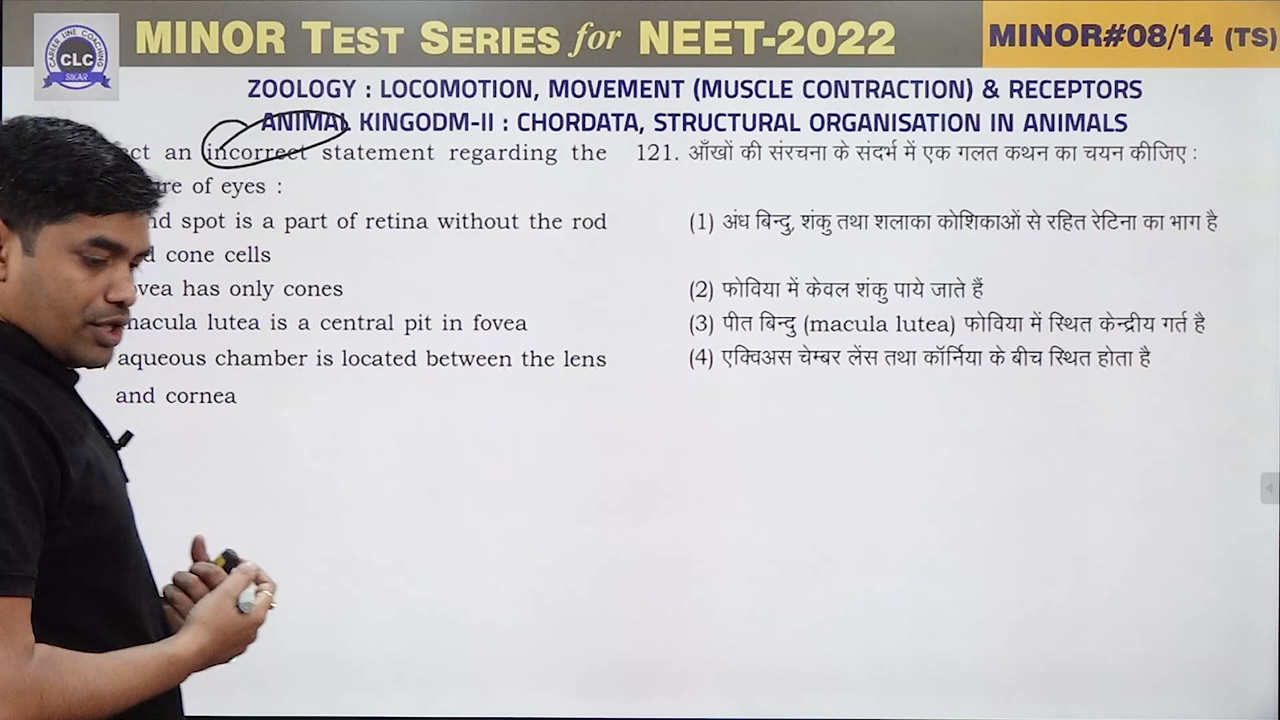 MINOR TEST SERIES for NEET-2022
MINOR#08/14 (TS)
CAREER LINE COACHING
CLC
SIKAR
ZOOLOGY : LOCOMOTION, MOVEMENT (MUSCLE CONTRACTION) & RECEPTORS
ANIMAL KINGODM-II : CHORDATA, STRUCTURAL ORGANISATION IN ANIMALS
an incorrect statement regarding the
of eyes :
spot is a part of retina without the rod
cone cells
has only cones
macula lutea is a central pit in fovea
aqueous chamber is located between the lens
and cornea
121. आँखों की संरचना के संदर्भ में एक गलत कथन का चयन कीजिए :
(1) अंध बिन्दु, शंकु तथा शलाका कोशिकाओं से रहित रेटिना का भाग है
(2) फोविया में केवल शंकु पाये जाते हैं
(3) पीत बिन्दु (macula lutea) फोविया में स्थित केन्द्रीय गर्त है
(4) एक्विअस चेम्बर लेंस तथा कॉर्निया के बीच स्थित होता है